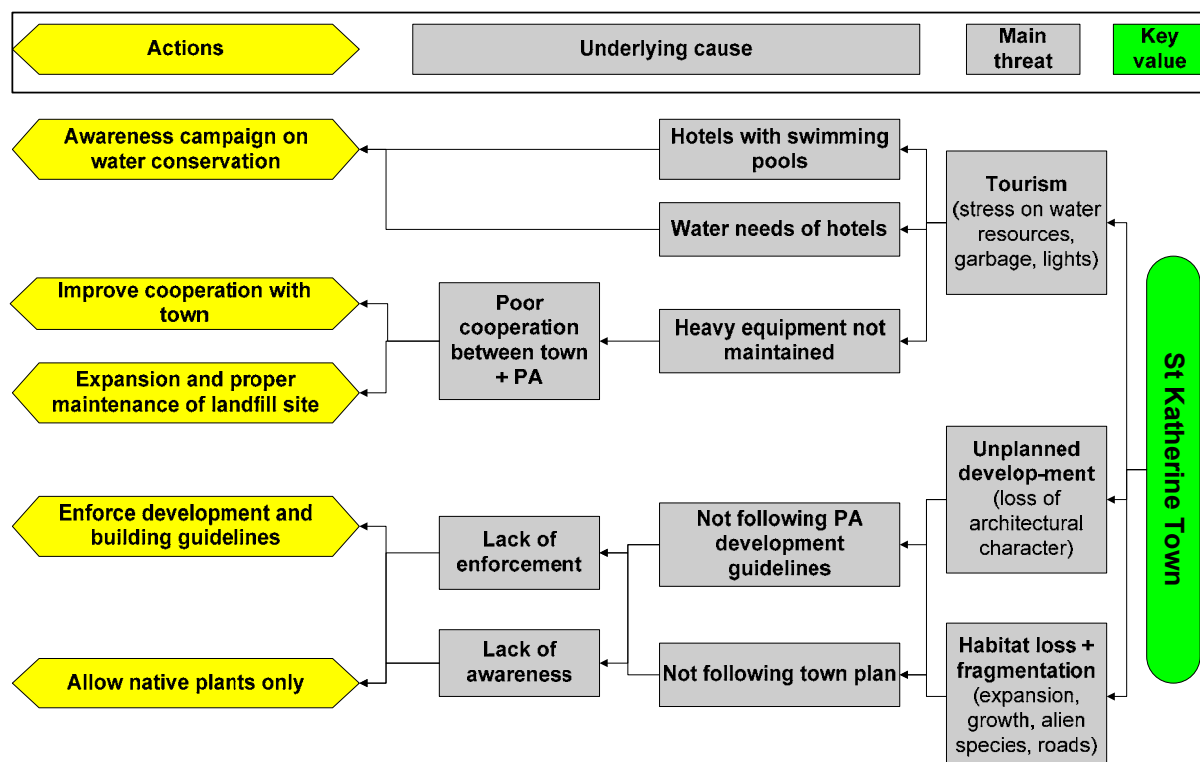 Actions
Underlying cause
Main
threat
Key
value
Awareness campaign on
water conservation
Hotels with swimming
pools
Tourism
(stress on water
resources,
garbage, lights)
Water needs of hotels
Improve cooperation with
town
Poor
cooperation
between town
+ PA
Heavy equipment not
maintained
Expansion and proper
maintenance of landfill site
St Katherine Town
Unplanned
develop-ment
(loss of
architectural
character)
Enforce development and
building guidelines
Lack of
enforcement
Not following PA
development
guidelines
Lack of
awareness
Not following town plan
Habitat loss +
fragmentation
(expansion,
growth, alien
species, roads)
Allow native plants only